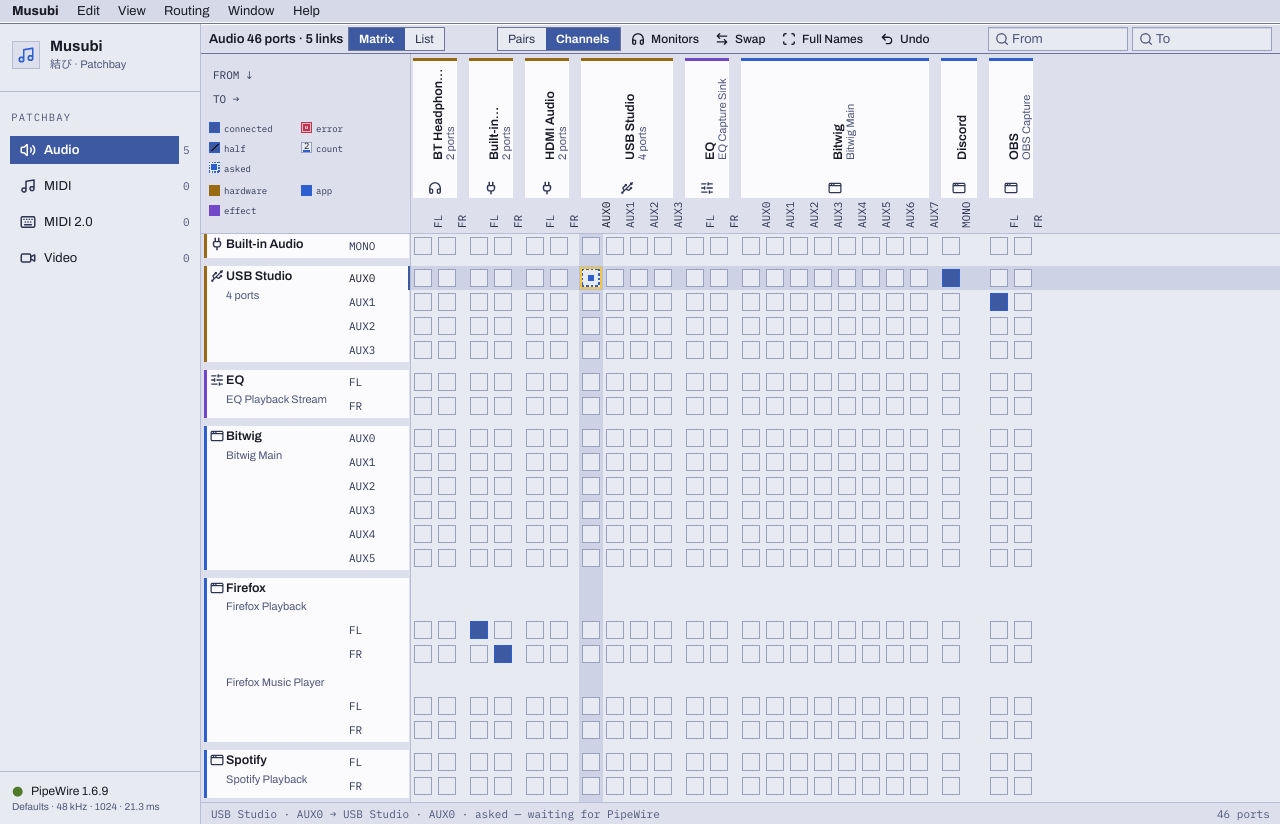 Musubi Edit View Routing Window Help
Musubi
結び · Patchbay
Audio 46 ports · 5 links Matrix List Pairs Channels Monitors Swap Full Names Undo From To
PATCHBAY
Audio 5
MIDI 0
MIDI 2.0 0
Video 0
FROM ↓
TO →
connected error
half 2 count
asked
hardware app
effect
BT Headphon… 2 ports
Built-in… 2 ports
HDMI Audio 2 ports
USB Studio 4 ports
EQ EQ Capture Sink
Bitwig Bitwig Main
Discord
OBS OBS Capture
FL FR FL FR FL FR AUX0 AUX1 AUX2 AUX3 FL FR AUX0 AUX1 AUX2 AUX3 AUX4 AUX5 AUX6 AUX7 MONO FL FR
Built-in Audio MONO
USB Studio AUX0
4 ports AUX1
AUX2
AUX3
EQ FL
EQ Playback Stream FR
Bitwig AUX0
Bitwig Main AUX1
AUX2
AUX3
AUX4
AUX5
Firefox
Firefox Playback
FL
FR
Firefox Music Player
FL
FR
Spotify FL
Spotify Playback FR
PipeWire 1.6.9
Defaults · 48 kHz · 1024 · 21.3 ms
USB Studio · AUX0 → USB Studio · AUX0 · asked — waiting for PipeWire 46 ports